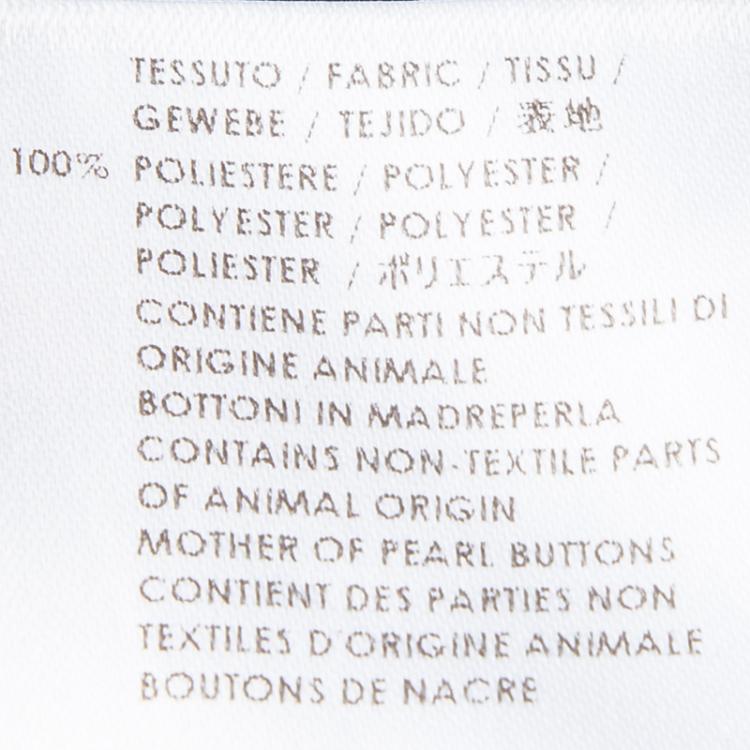 TESSUTO / FABRIC / TISSU /
GEWEBE / TEJIDO / 表地
100% POLIESTERE / POLYESTER /
POLYESTER / POLYESTER /
POLIESTER / ポリエステル
CONTIENE PARTI NON TESSILI DI
ORIGINE ANIMALE
BOTTONI IN MADREPERLA
CONTAINS NON-TEXTILE PARTS
OF ANIMAL ORIGIN
MOTHER OF PEARL BUTTONS
CONTIENT DES PARTIES NON
TEXTILES D'ORIGINE ANIMALE
BOUTONS DE NACRE